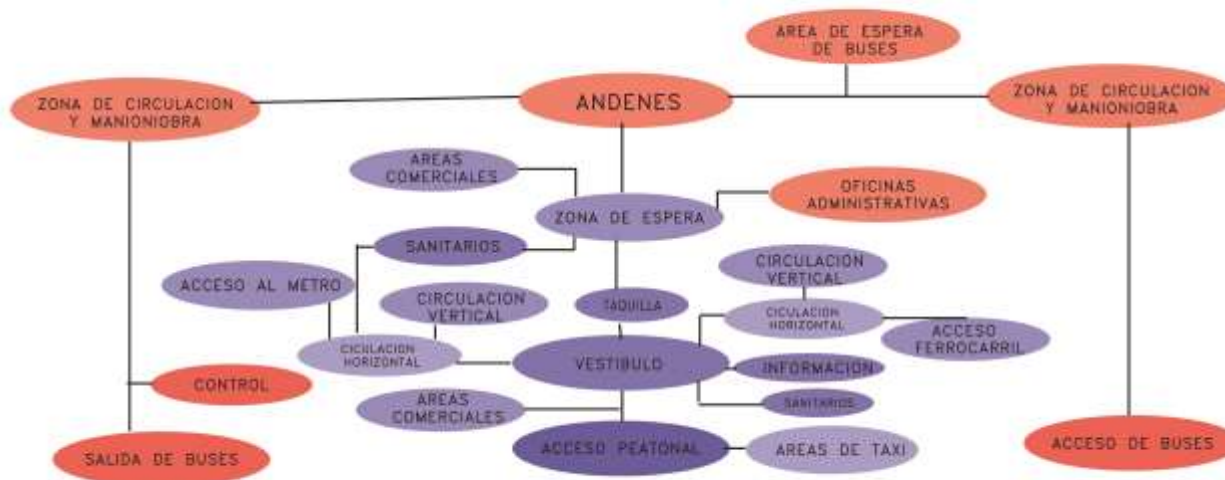 AREA DE ESPERA
DE BUSES
ZONA DE CIRCULACION
Y MANIONIOBRA
ANDENES
ZONA DE CIRCULACION
Y MANIONIOBRA
AREAS
COMERCIALES
OFICINAS
ADMINISTRATIVAS
ZONA DE ESPERA
SANITARIOS
CIRCULACION
VERTICAL
ACCESO AL METRO
CIRCULACION
VERTICAL
TAQUILLA
CICULACION
HORIZONTAL
ACCESO
FERROCARRIL
CICULACION
HORIZONTAL
VESTIBULO
INFORMACION
CONTROL
AREAS
COMERCIALES
SANITARIOS
SALIDA DE BUSES
ACCESO PEATONAL
AREAS DE TAXI
ACCESO DE BUSES